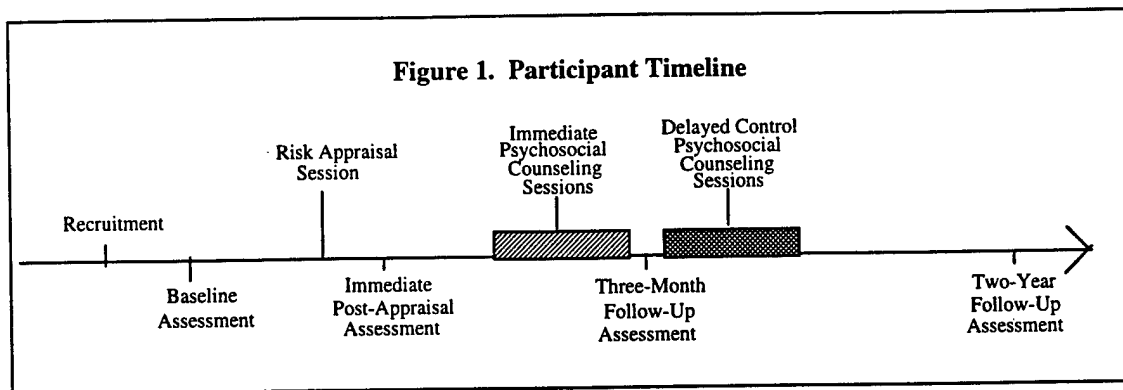 Figure 1. Participant Timeline
Recruitment
Risk Appraisal
Session
Immediate
Psychosocial
Counseling
Sessions
Delayed Control
Psychosocial
Counseling
Sessions
Baseline
Assessment
Immediate
Post-Appraisal
Assessment
Three-Month
Follow-Up
Assessment
Two-Year
Follow-Up
Assessment